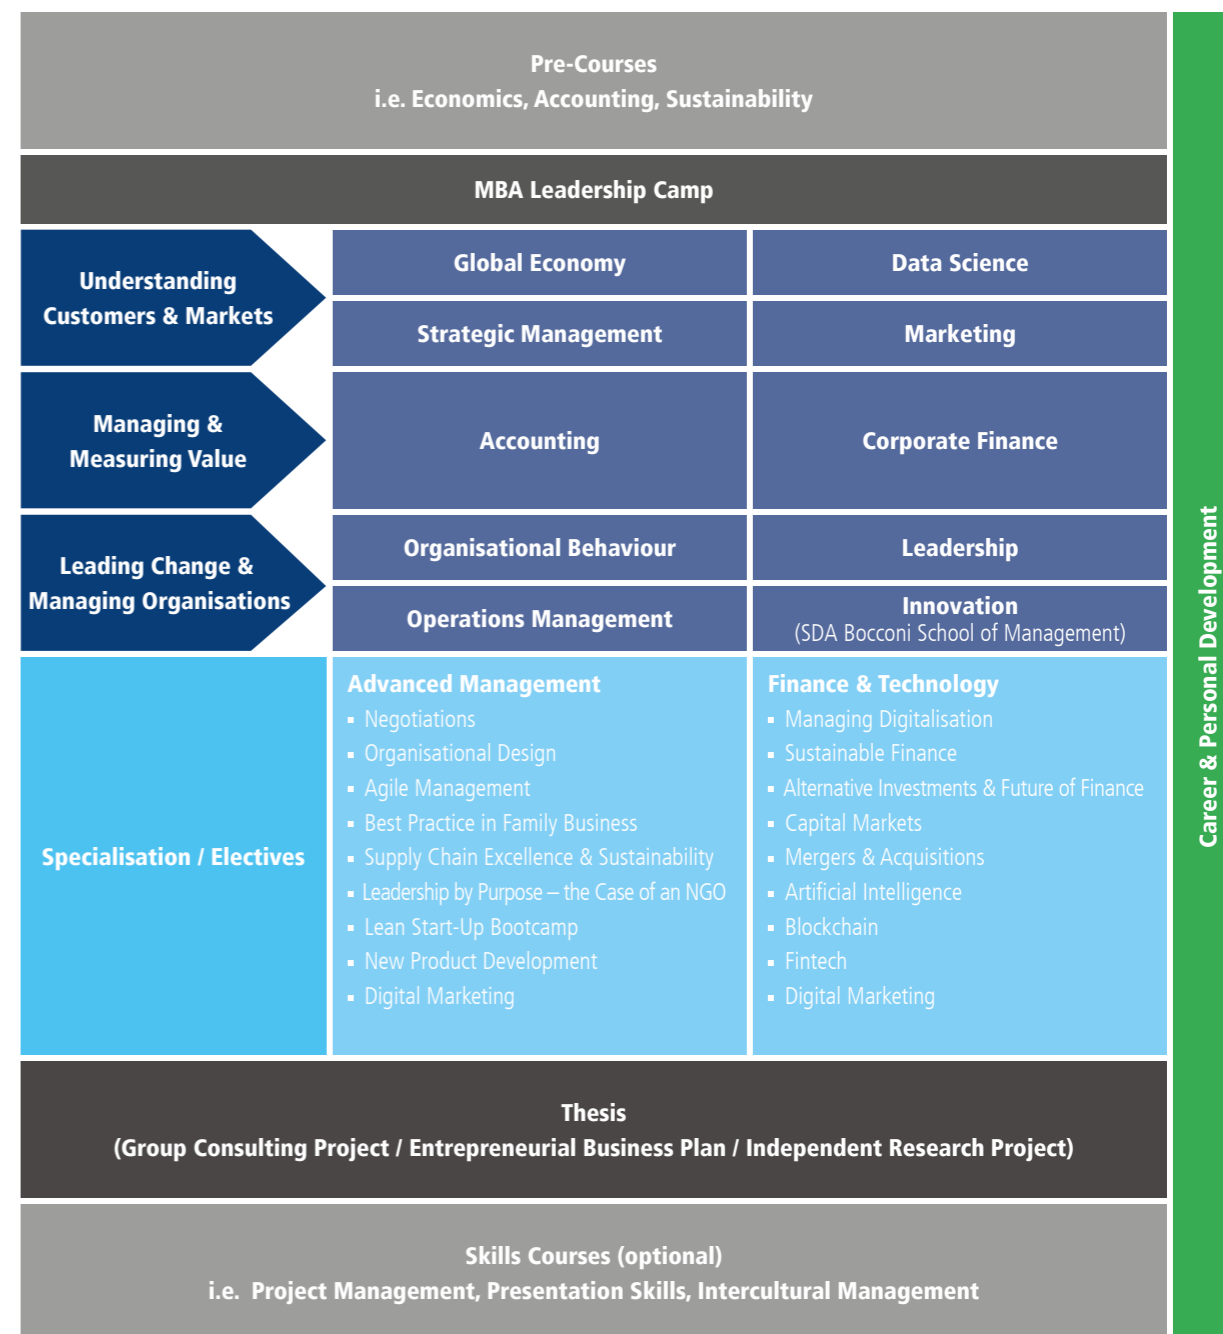 Pre-Courses
i.e. Economics, Accounting, Sustainability
MBA Leadership Camp
Understanding
Customers & Markets
Global Economy
Data Science
Strategic Management
Marketing
Managing &
Measuring Value
Accounting
Corporate Finance
Leading Change &
Managing Organisations
Organisational Behaviour
Leadership
Operations Management
Innovation
(SDA Bocconi School of Management)
Specialisation / Electives
Advanced Management
▪ Negotiations
▪ Organisational Design
▪ Agile Management
▪ Best Practice in Family Business
▪ Supply Chain Excellence & Sustainability
▪ Leadership by Purpose – the Case of an NGO
▪ Lean Start-Up Bootcamp
▪ New Product Development
▪ Digital Marketing
Finance & Technology
▪ Managing Digitalisation
▪ Sustainable Finance
▪ Alternative Investments & Future of Finance
▪ Capital Markets
▪ Mergers & Acquisitions
▪ Artificial Intelligence
▪ Blockchain
▪ Fintech
▪ Digital Marketing
Thesis
(Group Consulting Project / Entrepreneurial Business Plan / Independent Research Project)
Skills Courses (optional)
i.e. Project Management, Presentation Skills, Intercultural Management
Career & Personal Development